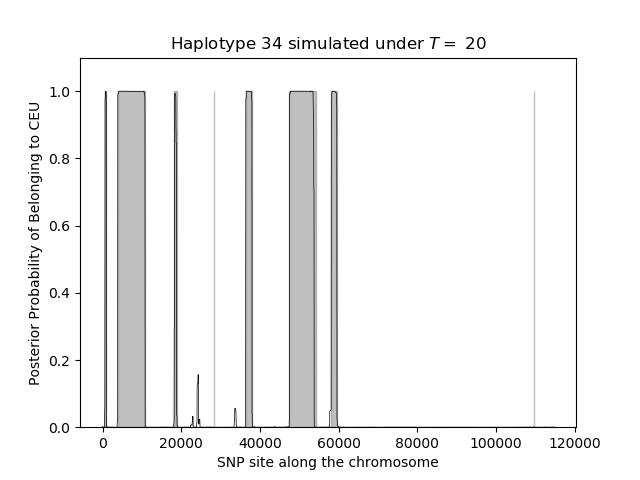 Haplotype 34 simulated under T = 20
Posterior Probability of Belonging to CEU
1.0
0.8
0.6
0.4
0.2
0.0
0 20000 40000 60000 80000 100000 120000
SNP site along the chromosome